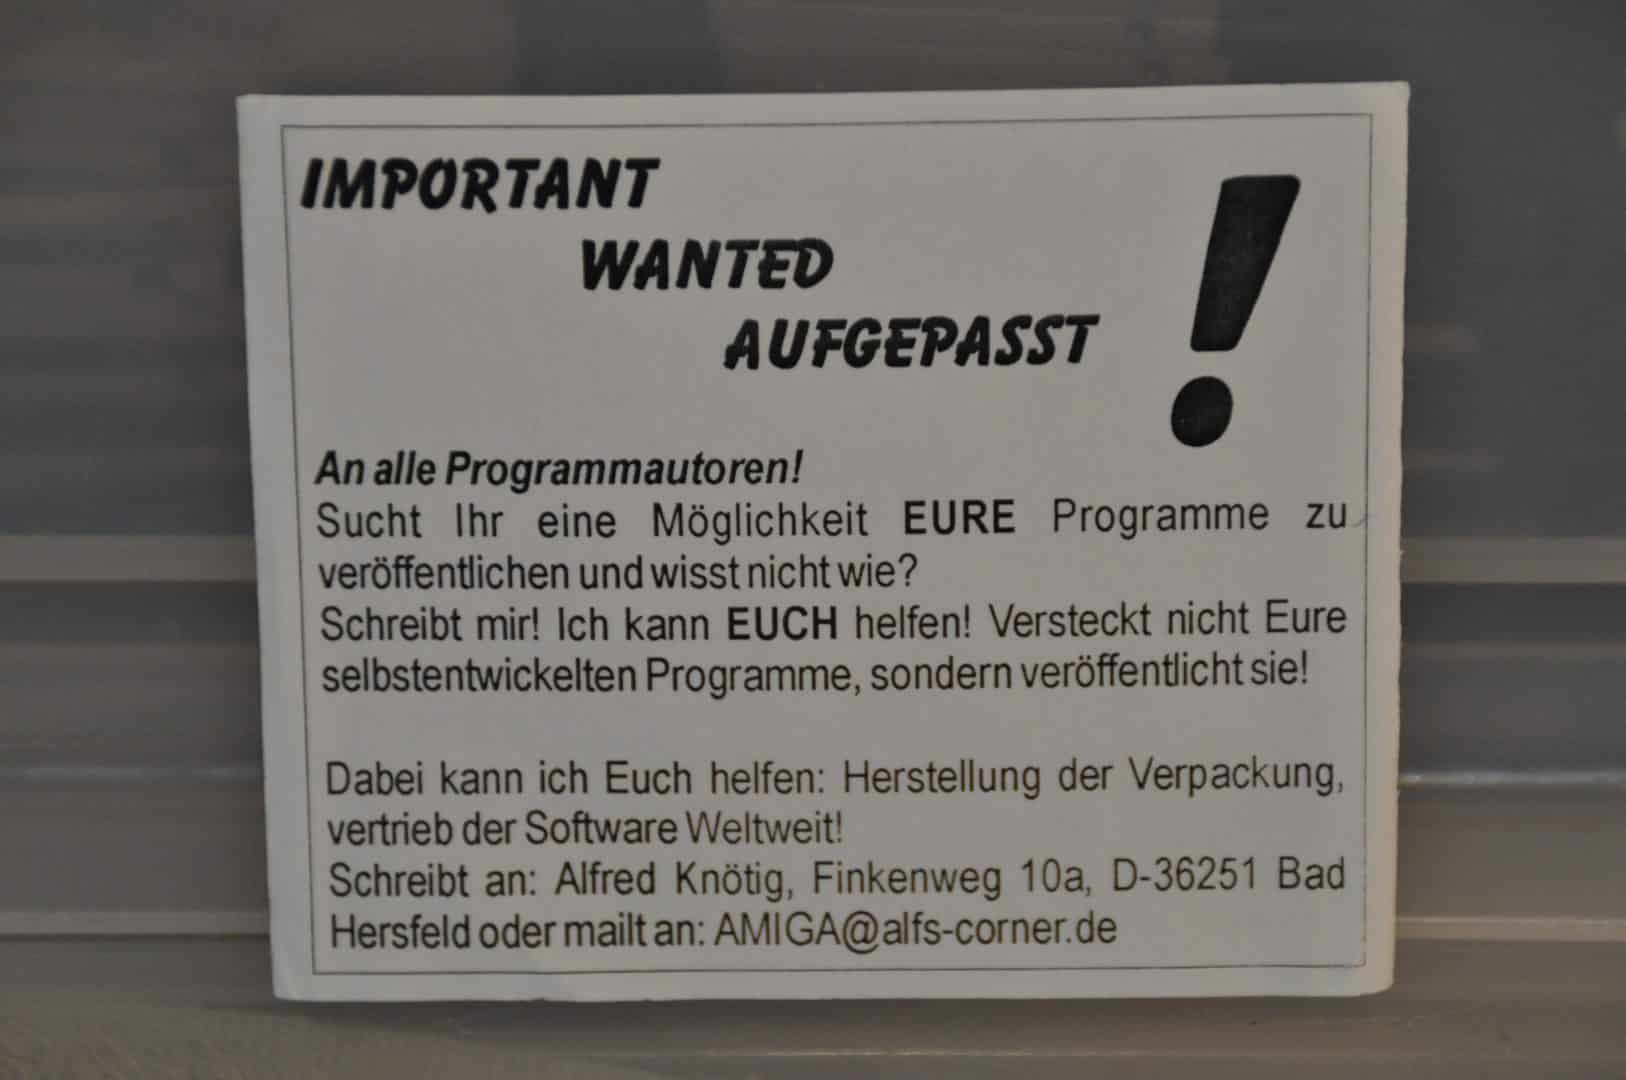 IMPORTANT
WANTED
AUFGEPASST
!
An alle Programmautoren!
Sucht Ihr eine Möglichkeit EURE Programme zu
veröffentlichen und wisst nicht wie?
Schreibt mir! Ich kann EUCH helfen! Versteckt nicht Eure
selbstentwickelten Programme, sondern veröffentlicht sie!
Dabei kann ich Euch helfen: Herstellung der Verpackung,
vertrieb der Software Weltweit!
Schreibt an: Alfred Knötig, Finkenweg 10a, D-36251 Bad
Hersfeld oder mailt an: AMIGA@alfs-corner.de